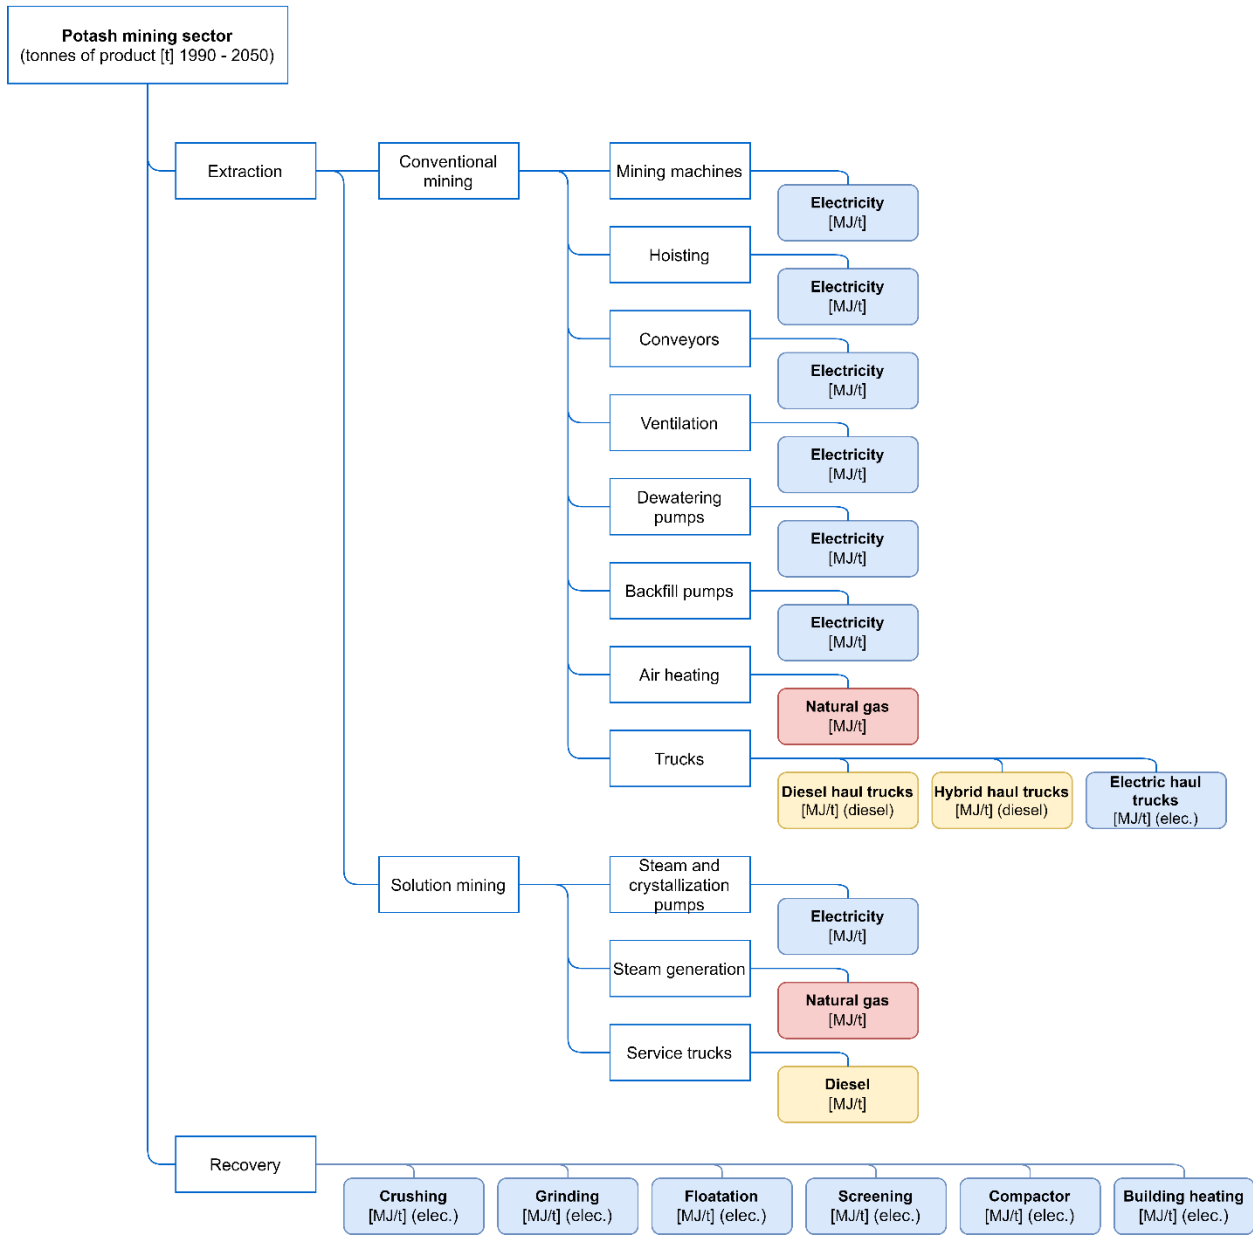 Potash mining sector
(tonnes of product [t] 1990 - 2050)
Extraction
Conventional
mining
Mining machines
Electricity
[MJ/t]
Hoisting
Electricity
[MJ/t]
Conveyors
Electricity
[MJ/t]
Ventilation
Electricity
[MJ/t]
Dewatering
pumps
Electricity
[MJ/t]
Backfill pumps
Electricity
[MJ/t]
Air heating
Natural gas
[MJ/t]
Trucks
Diesel haul trucks
[MJ/t] (diesel)
Hybrid haul trucks
[MJ/t] (diesel)
Electric haul
trucks
[MJ/t] (elec.)
Solution mining
Steam and
crystallization
pumps
Electricity
[MJ/t]
Steam generation
Natural gas
[MJ/t]
Service trucks
Diesel
[MJ/t]
Recovery
Crushing
[MJ/t] (elec.)
Grinding
[MJ/t] (elec.)
Floatation
[MJ/t] (elec.)
Screening
[MJ/t] (elec.)
Compactor
[MJ/t] (elec.)
Building heating
[MJ/t] (elec.)